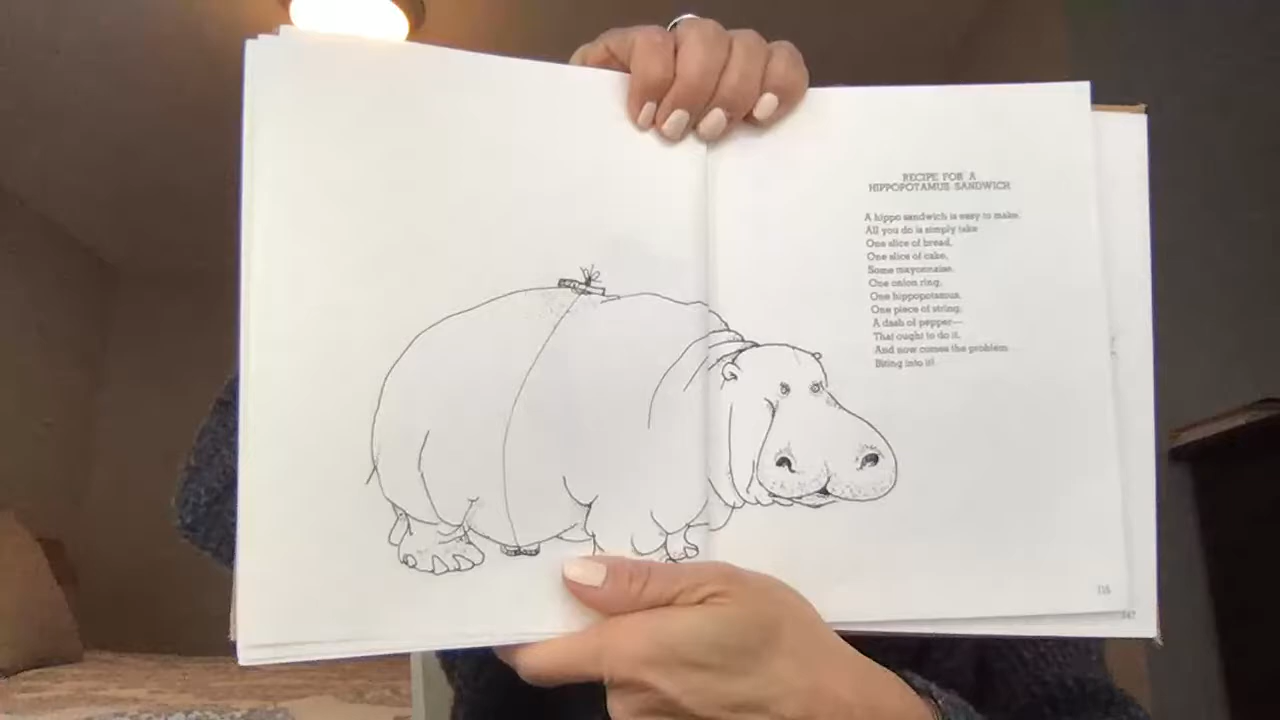 RECIPE FOR A
HIPPOPOTAMUS SANDWICH
A hippo sandwich is easy to make.
All you do is simply take
One slice of bread,
One slice of cake,
Some mayonnaise,
One onion ring,
One hippopotamus,
One piece of string,
A dash of pepper—
That ought to do it.
And now comes the problem . . .
Biting into it!
115